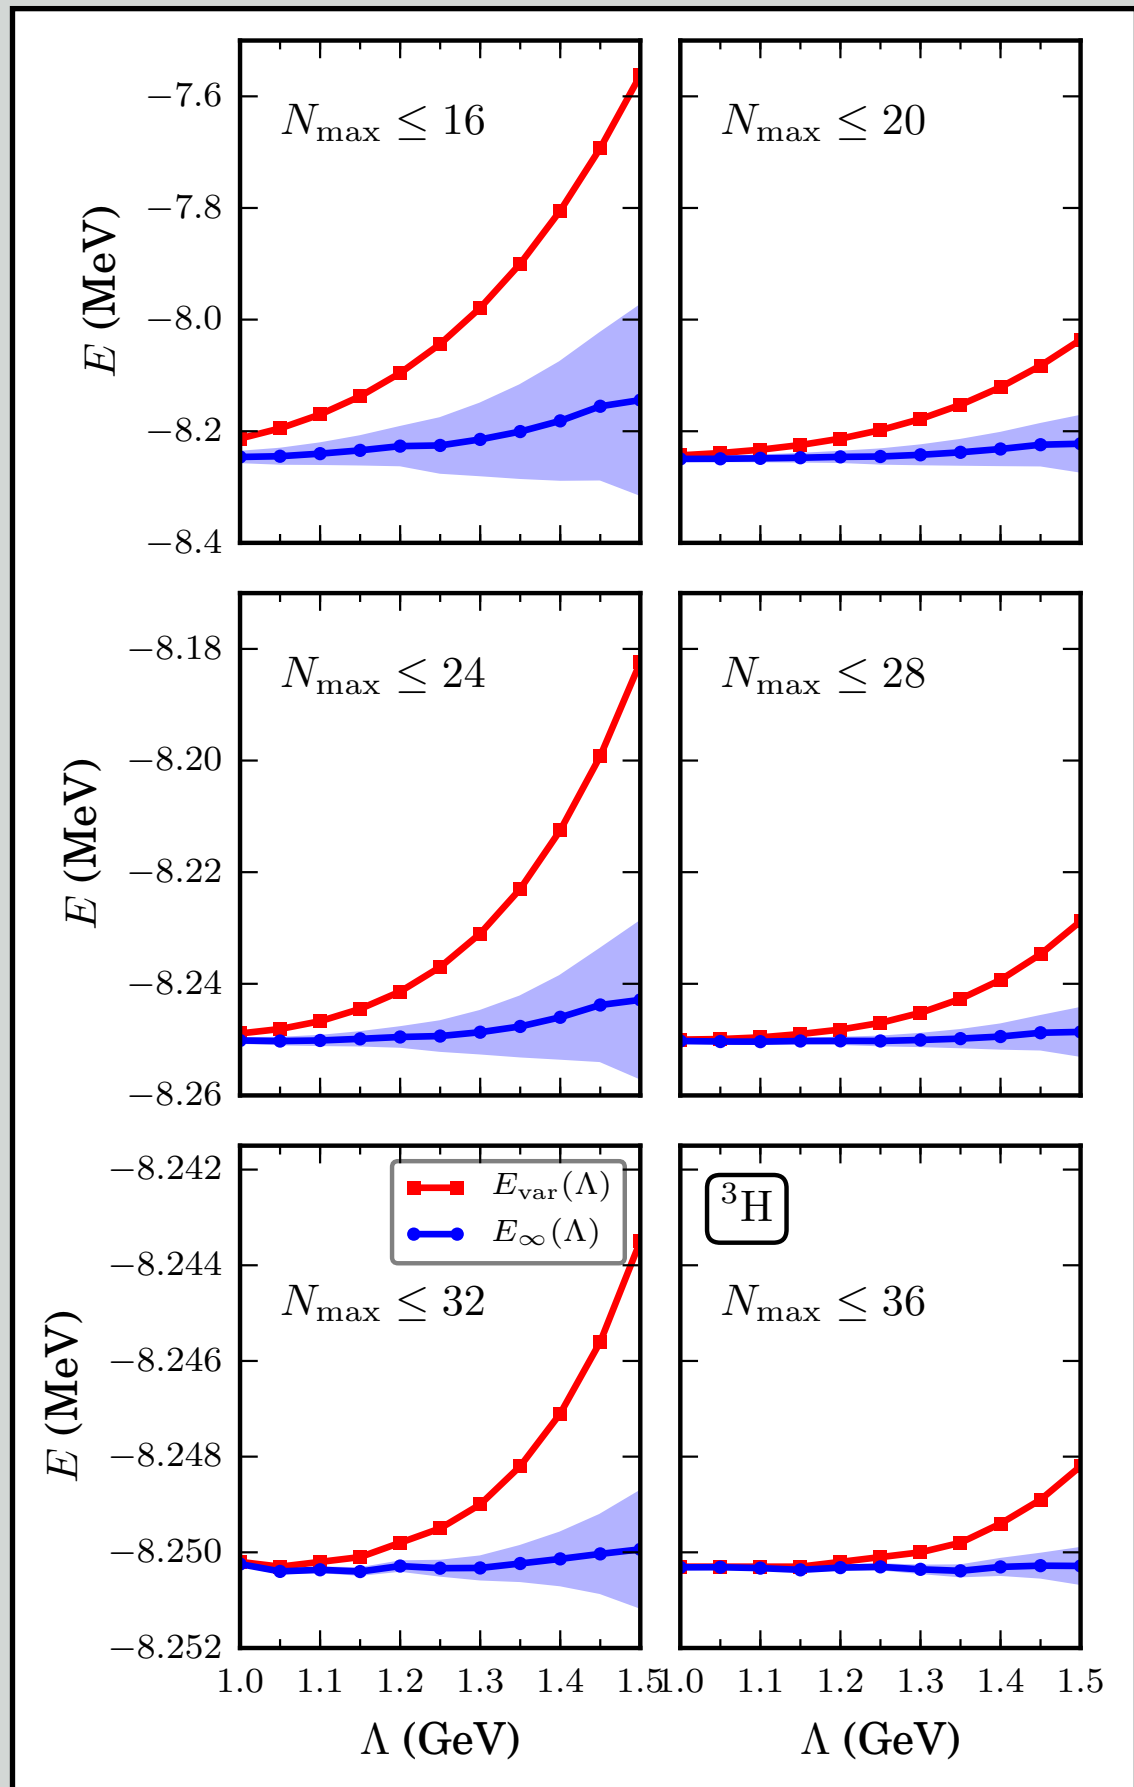 N_max ≤ 16
N_max ≤ 20
−7.6
−7.8
−8.0
−8.2
−8.4
E (MeV)
N_max ≤ 24
N_max ≤ 28
−8.18
−8.20
−8.22
−8.24
−8.26
E (MeV)
E_var(Λ)
E_∞(Λ)
³H
N_max ≤ 32
N_max ≤ 36
−8.242
−8.244
−8.246
−8.248
−8.250
−8.252
E (MeV)
1.0 1.1 1.2 1.3 1.4 1.5
1.0 1.1 1.2 1.3 1.4 1.5
Λ (GeV)
Λ (GeV)